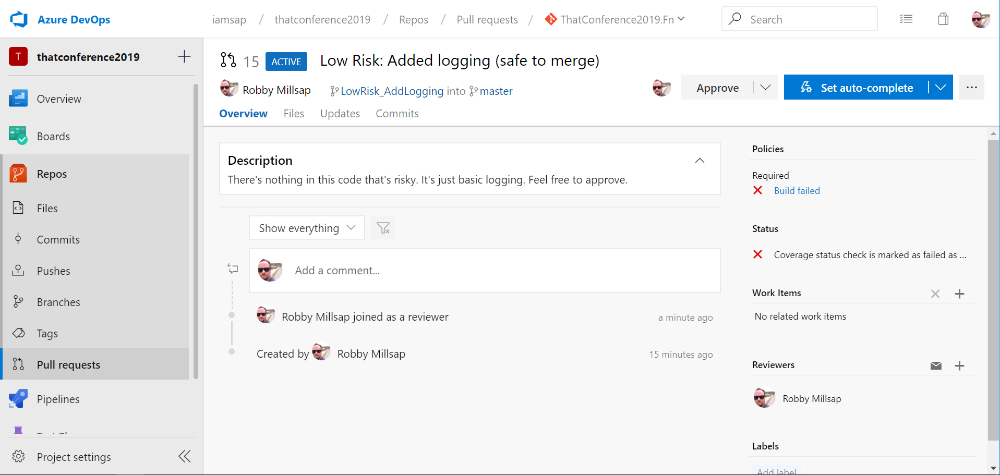 Azure DevOps
iamsap / thatconference2019 / Repos / Pull requests / ThatConference2019.Fn
Search
T thatconference2019
Overview
Boards
Repos
Files
Commits
Pushes
Branches
Tags
Pull requests
Pipelines
Project settings
15 ACTIVE Low Risk: Added logging (safe to merge)
Robby Millsap LowRisk_AddLogging into master
Approve Set auto-complete ...
Overview Files Updates Commits
Description
There's nothing in this code that's risky. It's just basic logging. Feel free to approve.
Show everything
Add a comment...
Robby Millsap joined as a reviewer a minute ago
Created by Robby Millsap 15 minutes ago
Policies
Required
Build failed
Status
Coverage status check is marked as failed as ...
Work Items
No related work items
Reviewers
Robby Millsap
Labels
Add label